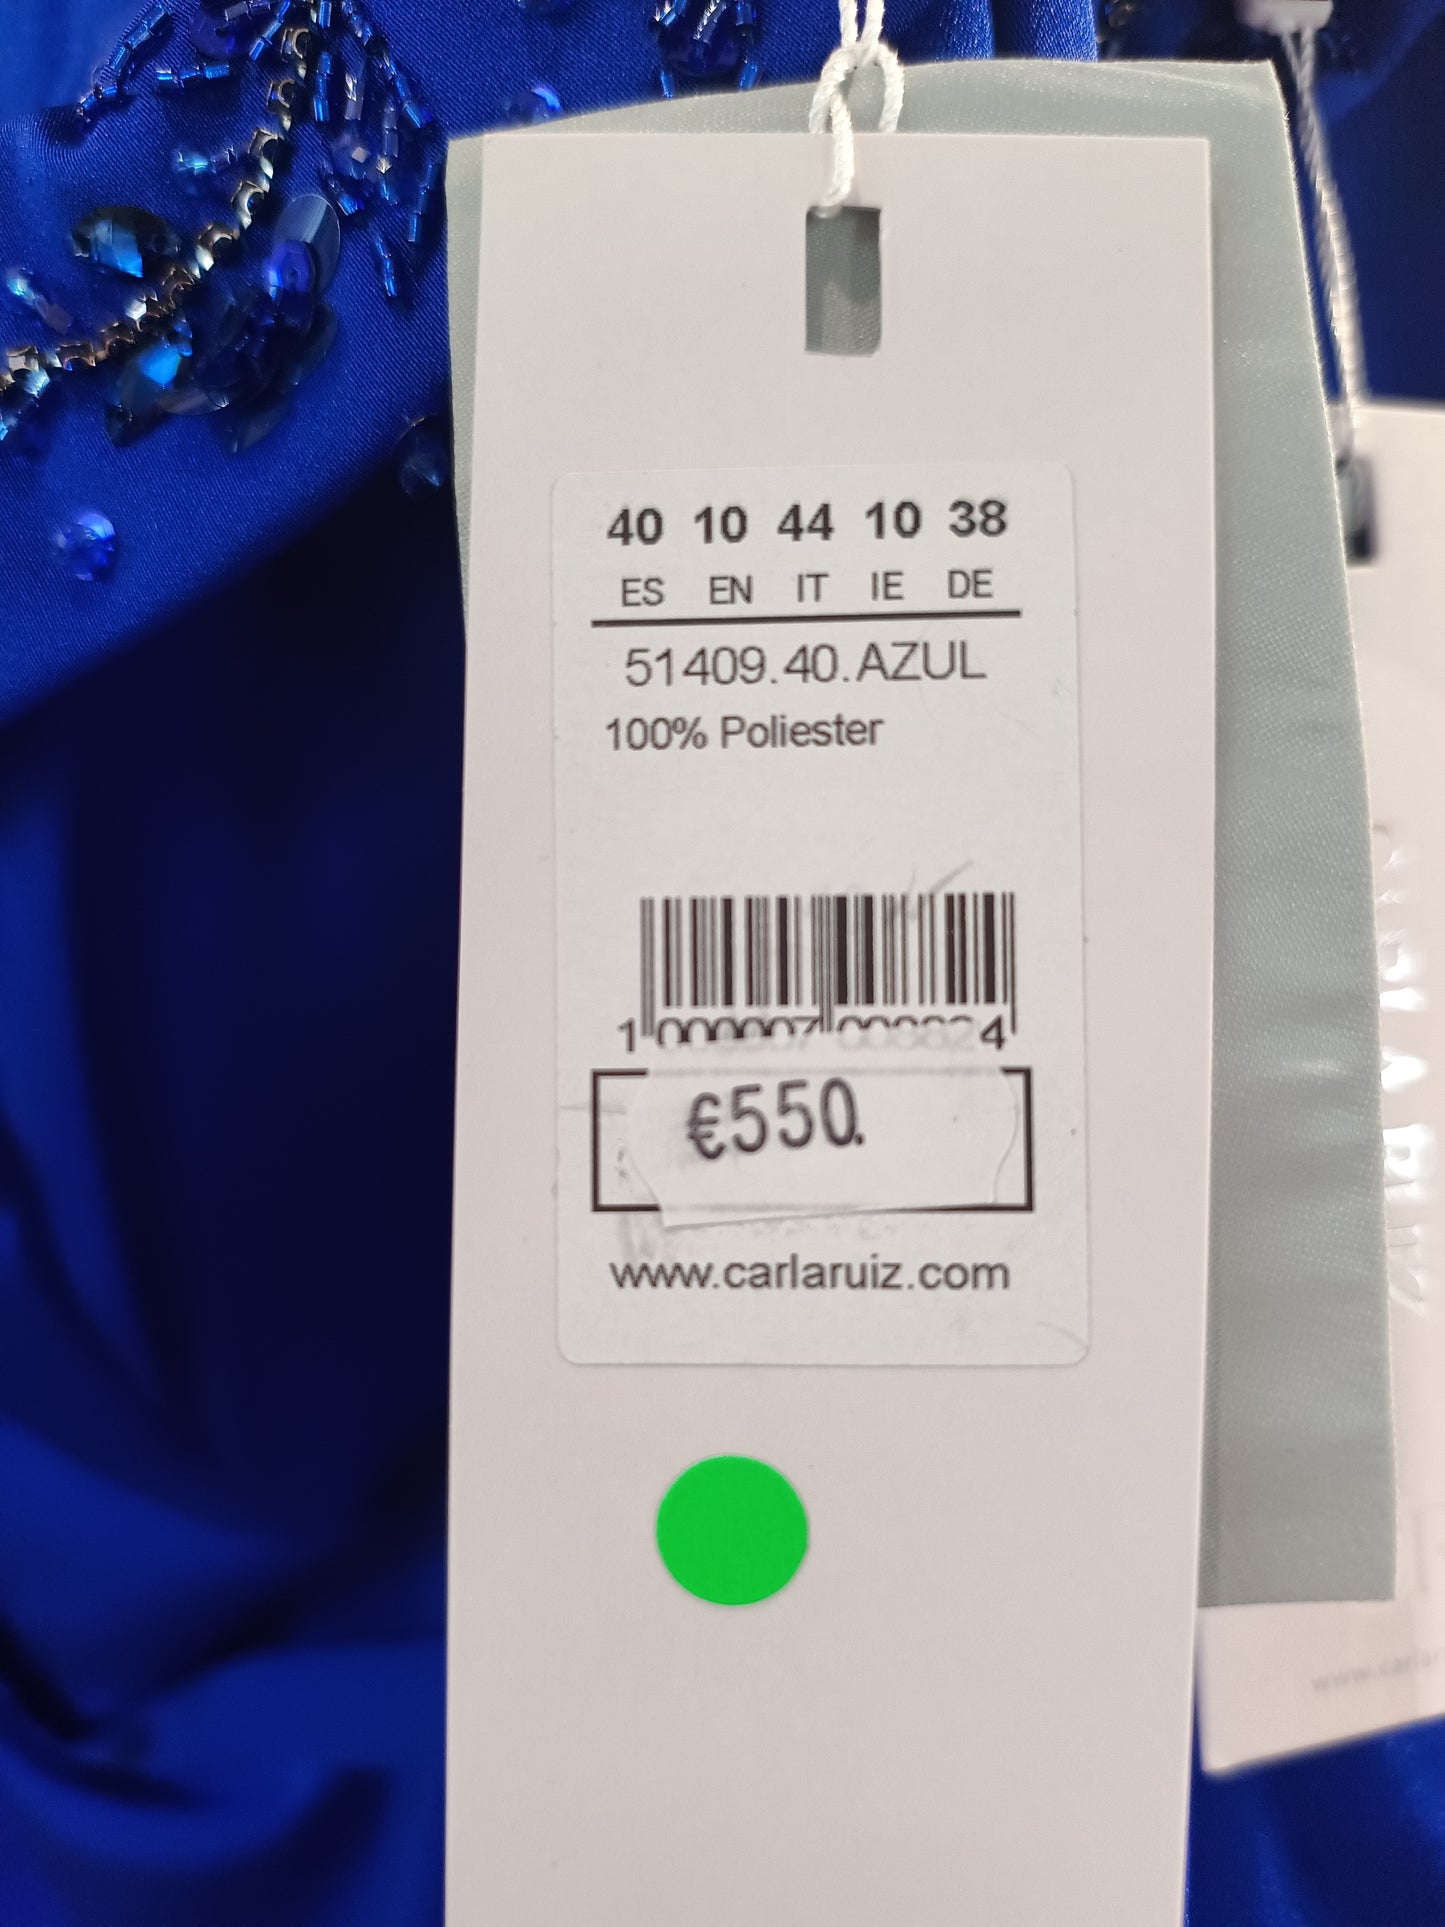 40 10 44 10 38
ES EN IT IE DE
51409.40.AZUL
100% Poliester
€550.
www.carlaruiz.com